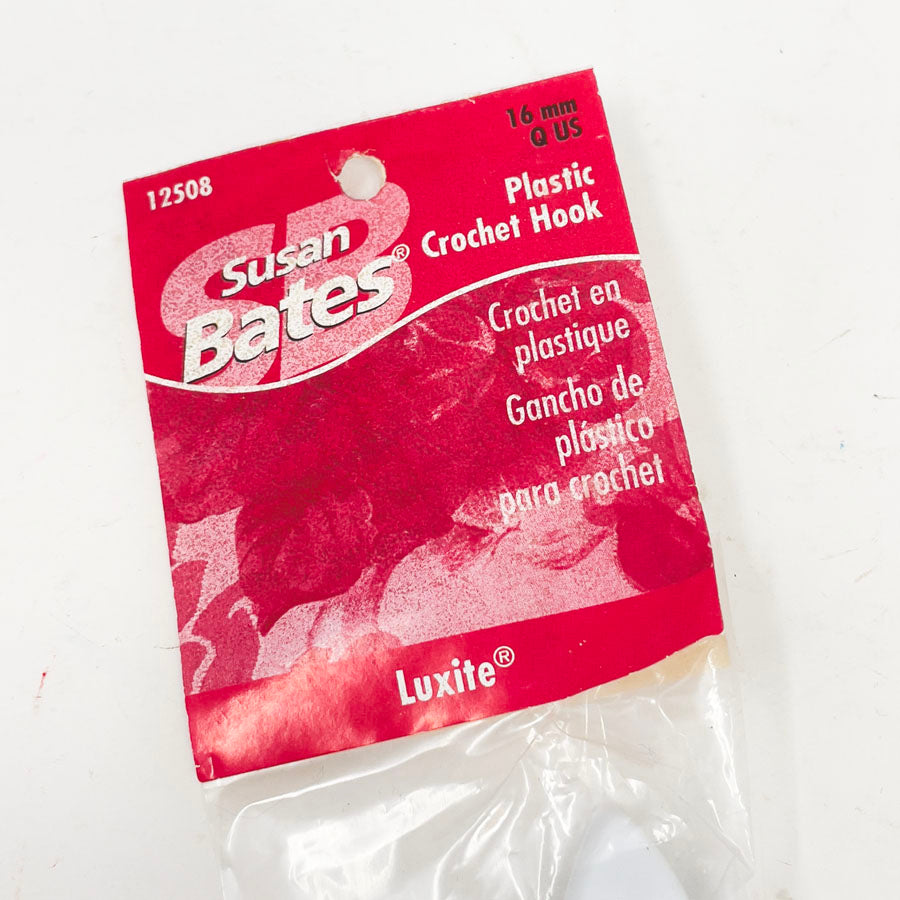 16 mm
Q US
12508
Plastic
Crochet Hook
SB
Susan
Bates®
Crochet en
plastique
Gancho de
plástico
para crochet
Luxite®